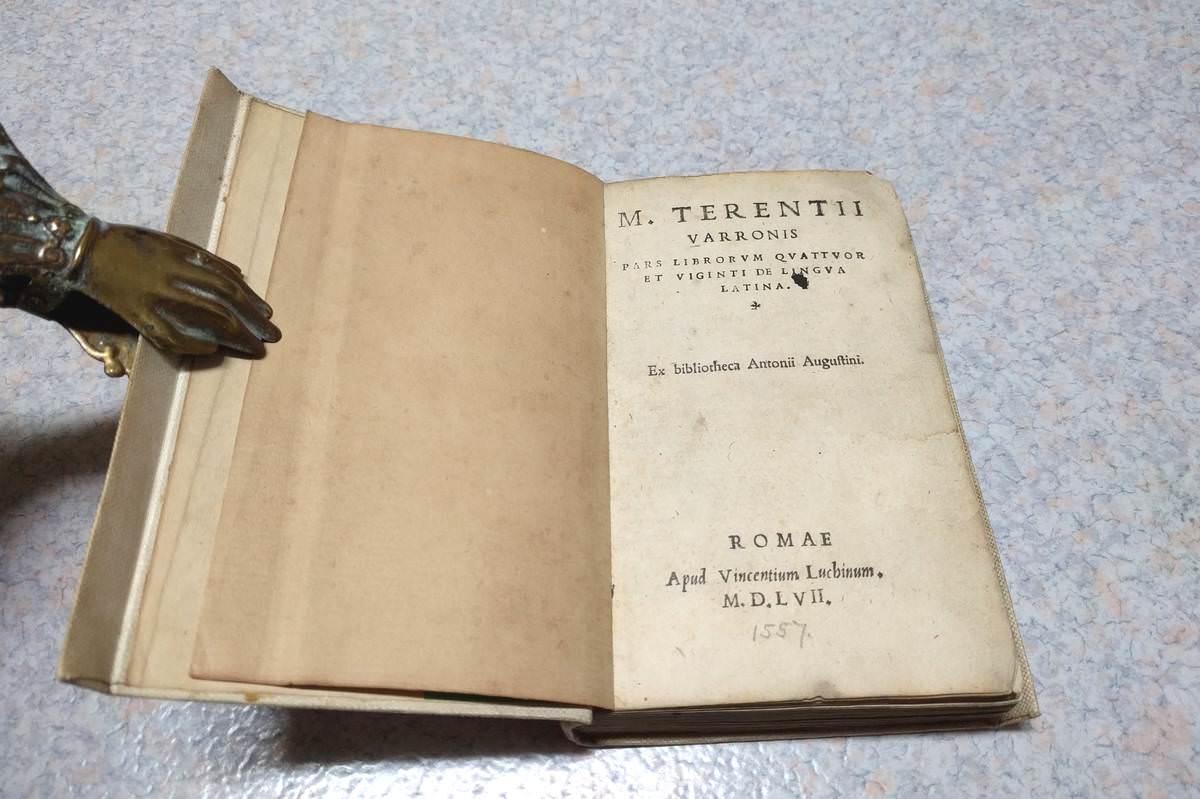 M. TERENTII
VARRONIS
PARS LIBRORVM QVATTVOR
ET VIGINTI DE LINGVA
LATINA.
Ex bibliotheca Antonii Auguſtini.
ROMAE
Apud Vincentium Luchinum.
M. D. LVII.
1557.